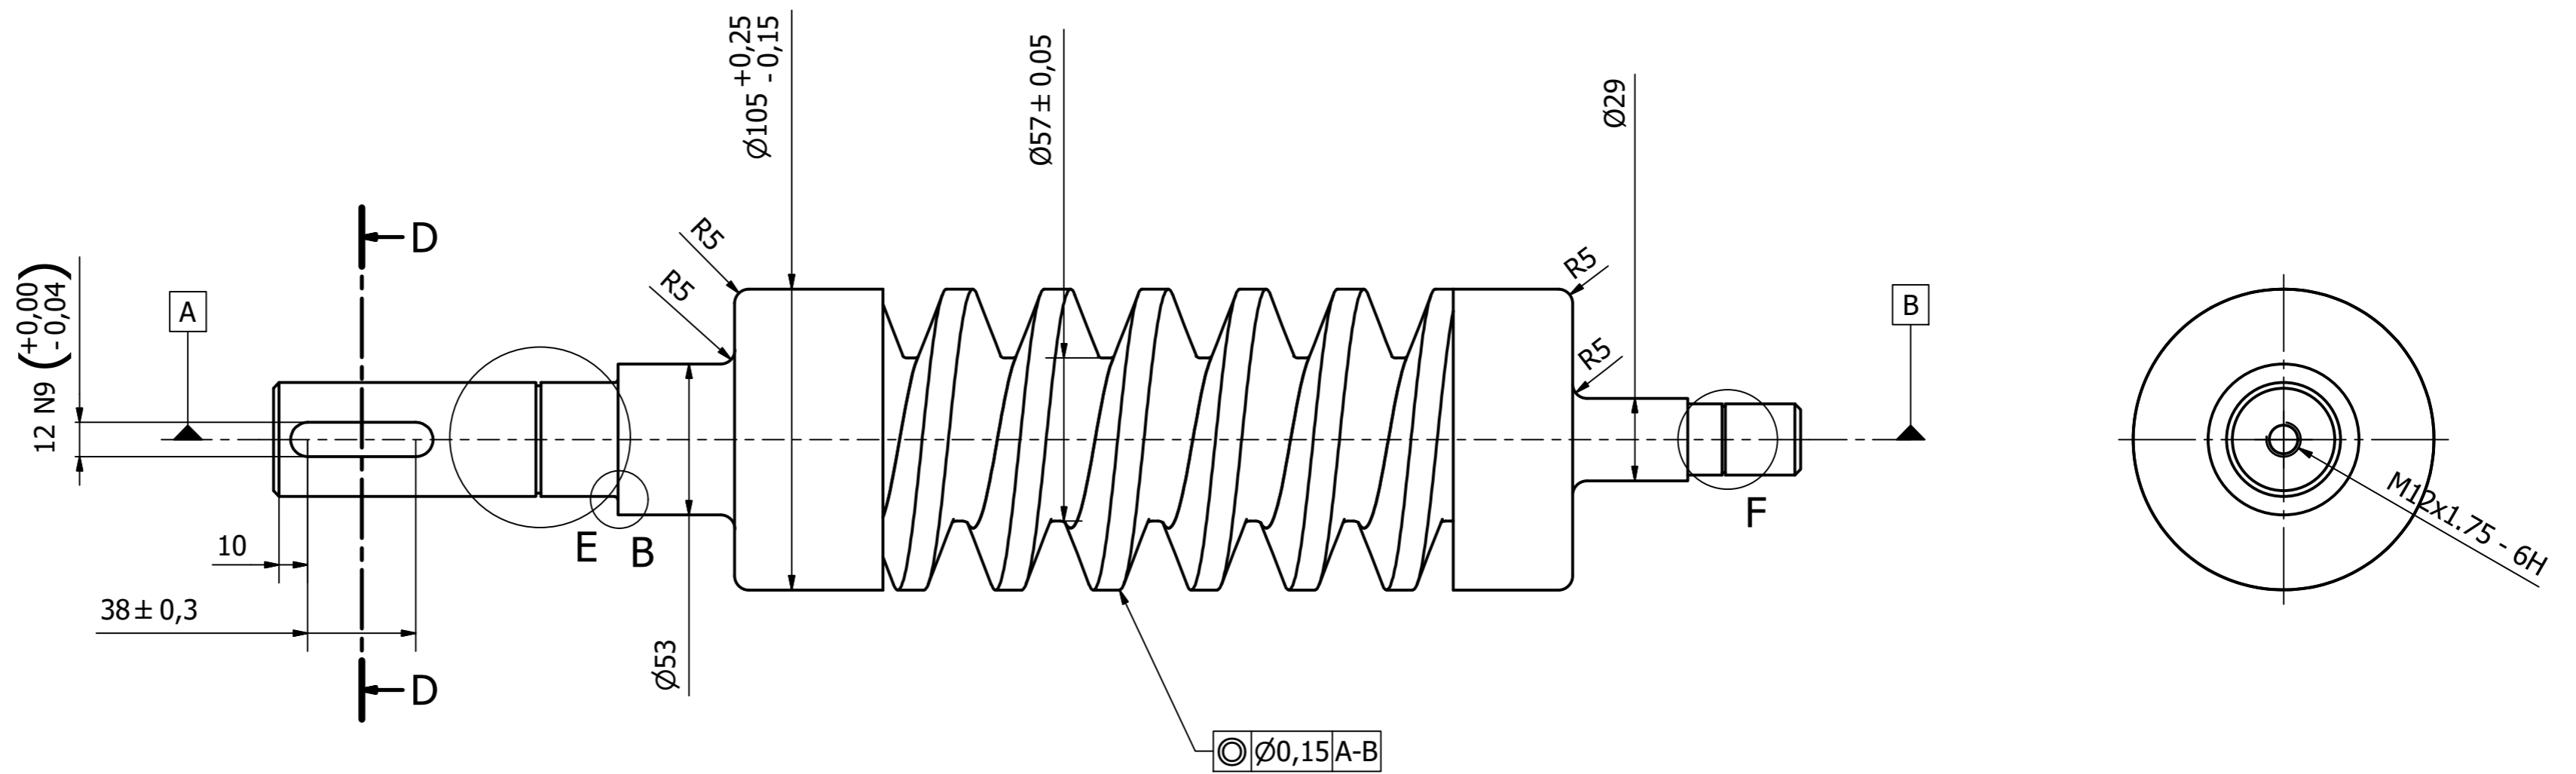 Ø105 +0,25 -0,15
Ø57 ± 0,05
Ø29
R5
R5
R5
R5
D
A
B
12 N9 (+0,00 -0,04)
10
38 ± 0,3
E
B
F
D
Ø53
Ø0,15 A-B
M12x1.75 - 6H